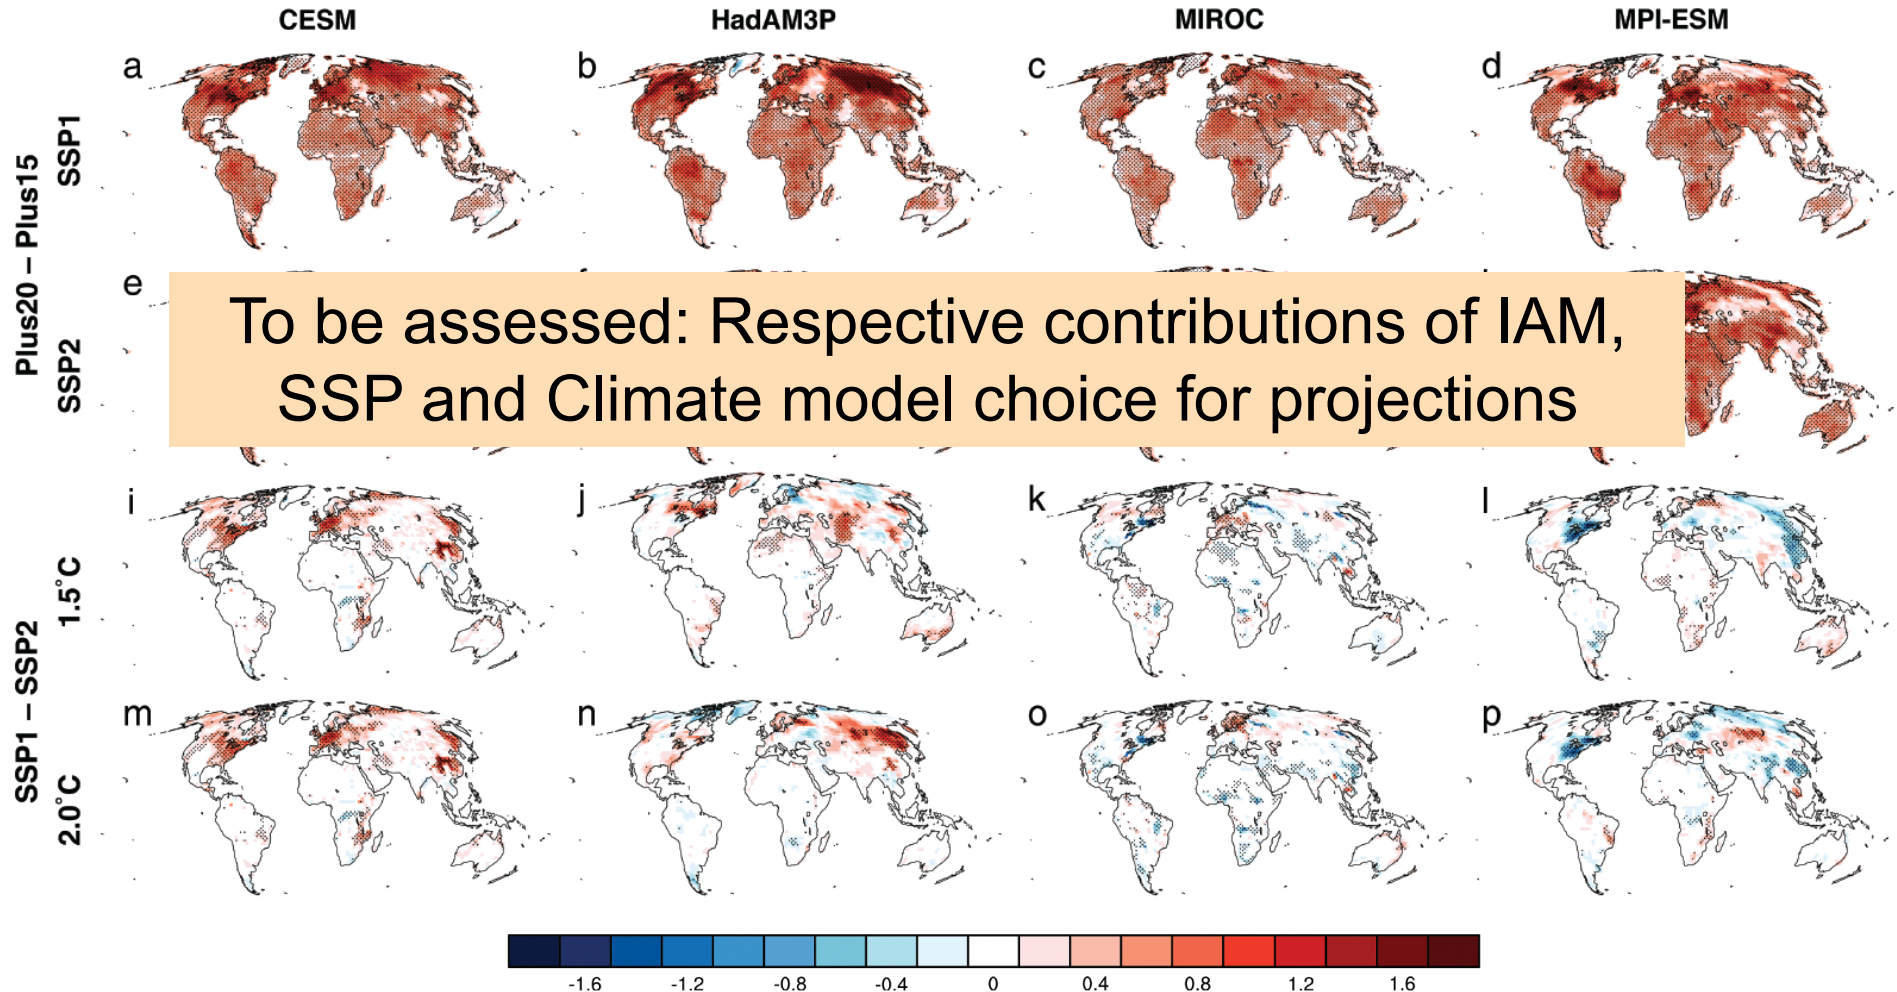 CESM HadAM3P MIROC MPI-ESM
a b c d
Plus20 – Plus15
SSP1
e
SSP2
To be assessed: Respective contributions of IAM,
SSP and Climate model choice for projections
i j k l
SSP1 – SSP2
1.5°C
m n o p
2.0°C
-1.6 -1.2 -0.8 -0.4 0 0.4 0.8 1.2 1.6